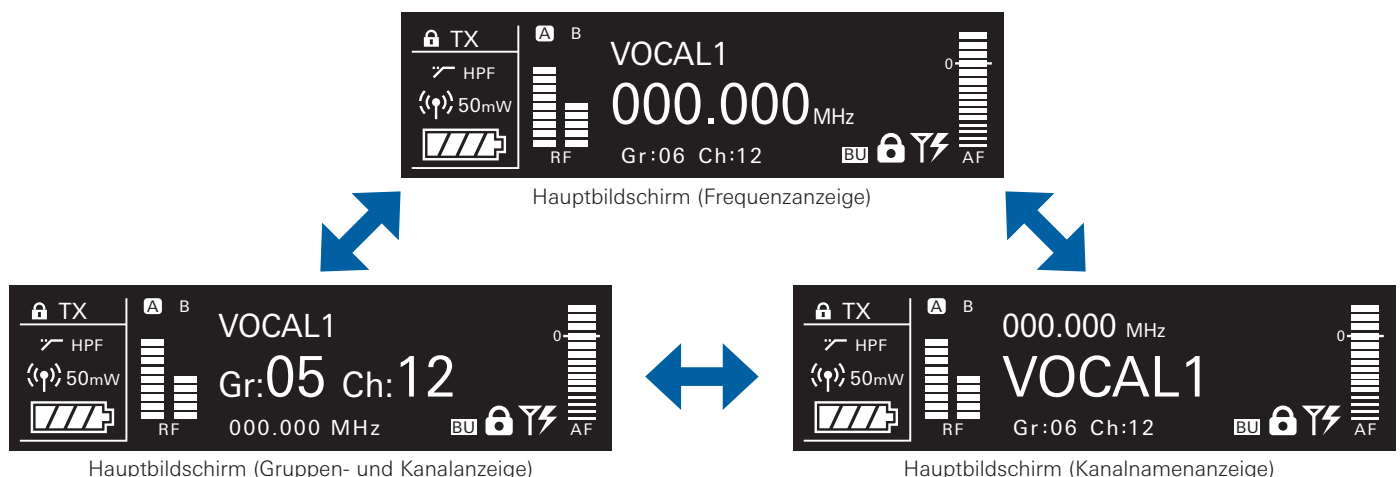 TX
A B
VOCAL1
HPF
0
50mW
000.000 MHz
RF
Gr:06 Ch:12
BU
AF
Hauptbildschirm (Frequenzanzeige)
TX
A B
VOCAL1
HPF
0
50mW
Gr:05 Ch:12
RF
000.000 MHz
BU
AF
Hauptbildschirm (Gruppen- und Kanalanzeige)
TX
A B
000.000 MHz
HPF
0
50mW
VOCAL1
RF
Gr:06 Ch:12
BU
AF
Hauptbildschirm (Kanalnamenanzeige)